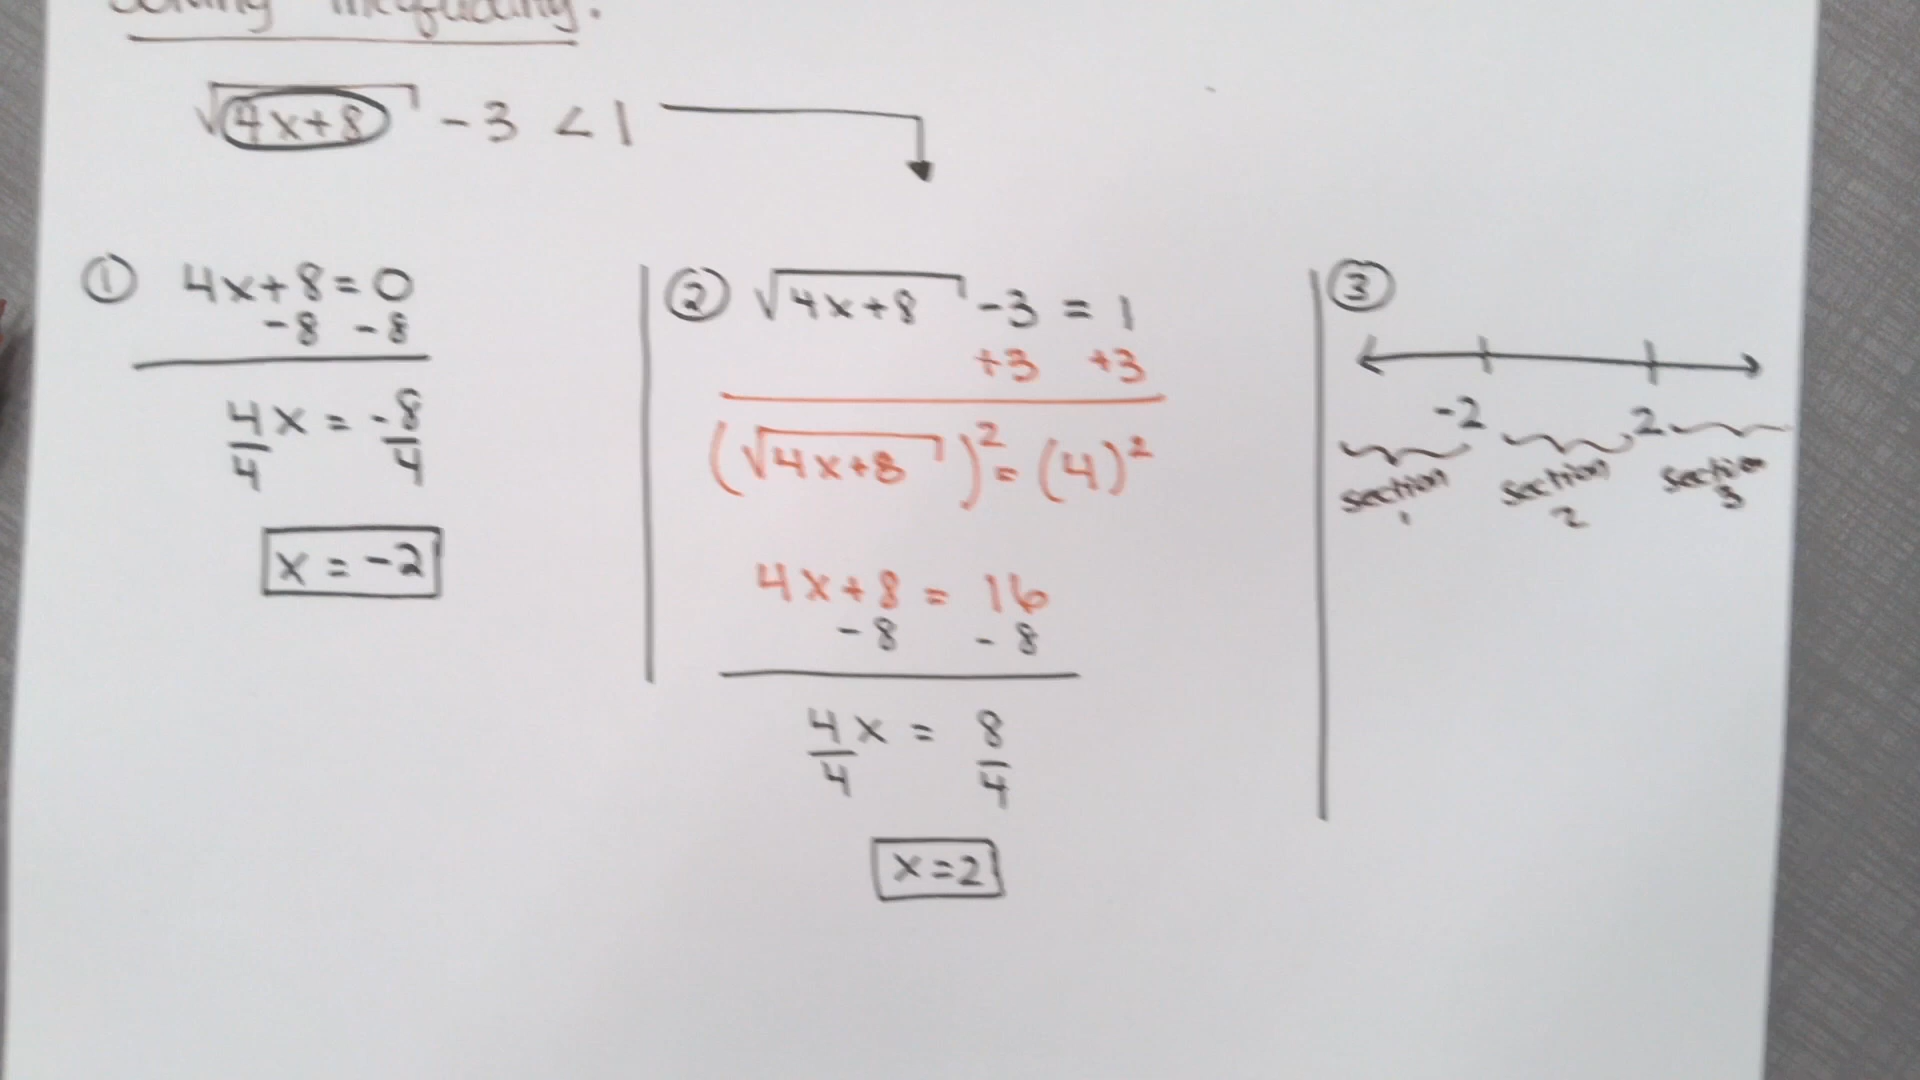 solving inequality.
√4x+8 - 3 < 1
① 4x+8 = 0
-8 -8
4x = -8
4 4
x = -2
② √4x+8 - 3 = 1
+3 +3
(√4x+8)² = (4)²
4x+8 = 16
-8 -8
4x = 8
4 4
x = 2
③
-2 2
section 1
section 2
section 3